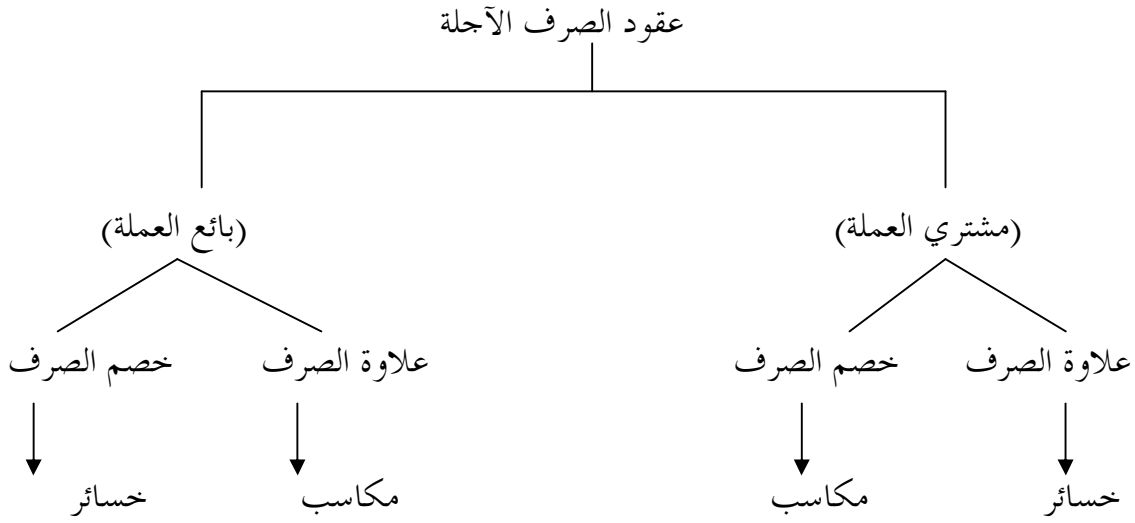 عقود الصرف الآجلة
(مشتري العملة) (بائع العملة)
علاوة الصرف خصم الصرف علاوة الصرف خصم الصرف
خسائر مكاسب مكاسب خسائر